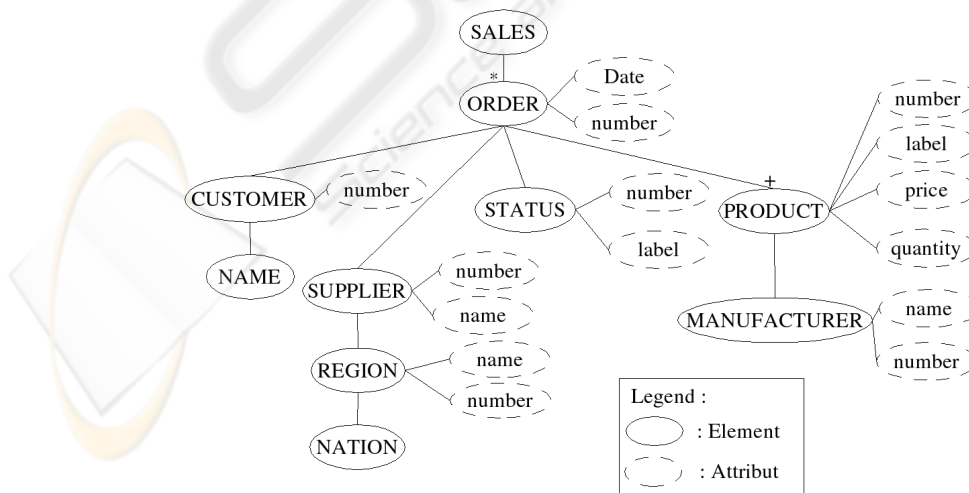 SALES
*
ORDER
Date
number
CUSTOMER
number
NAME
SUPPLIER
number
name
REGION
name
number
NATION
STATUS
number
label
+
PRODUCT
number
label
price
quantity
MANUFACTURER
name
number
Legend :
: Element
: Attribut